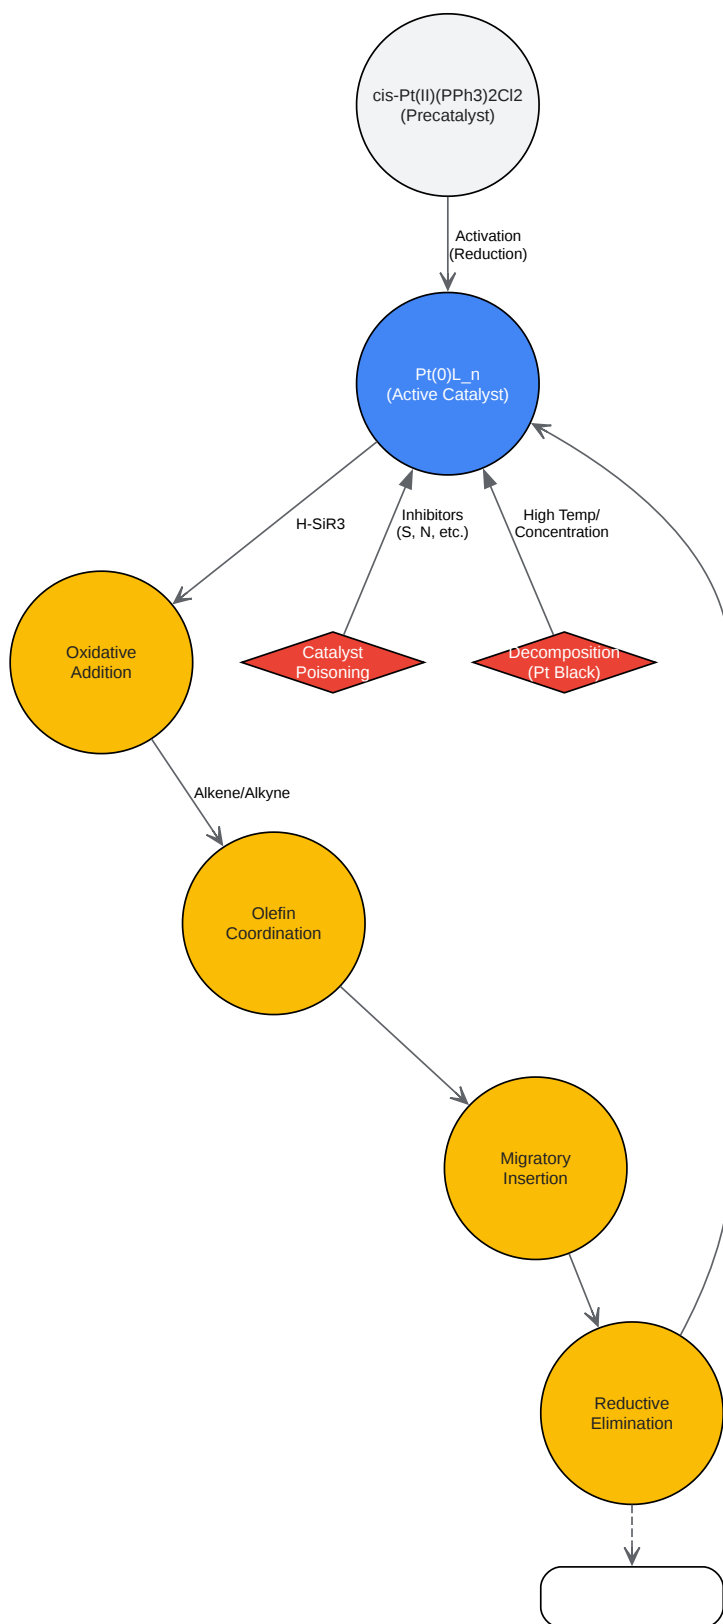 cis-Pt(II)(PPh3)2Cl2
(Precatalyst)
Activation
(Reduction)
Pt(0)L_n
(Active Catalyst)
H-SiR3
Inhibitors
(S, N, etc.)
High Temp/
Concentration
Oxidative
Addition
Catalyst
Poisoning
Decomposition
(Pt Black)
Alkene/Alkyne
Olefin
Coordination
Migratory
Insertion
Reductive
Elimination